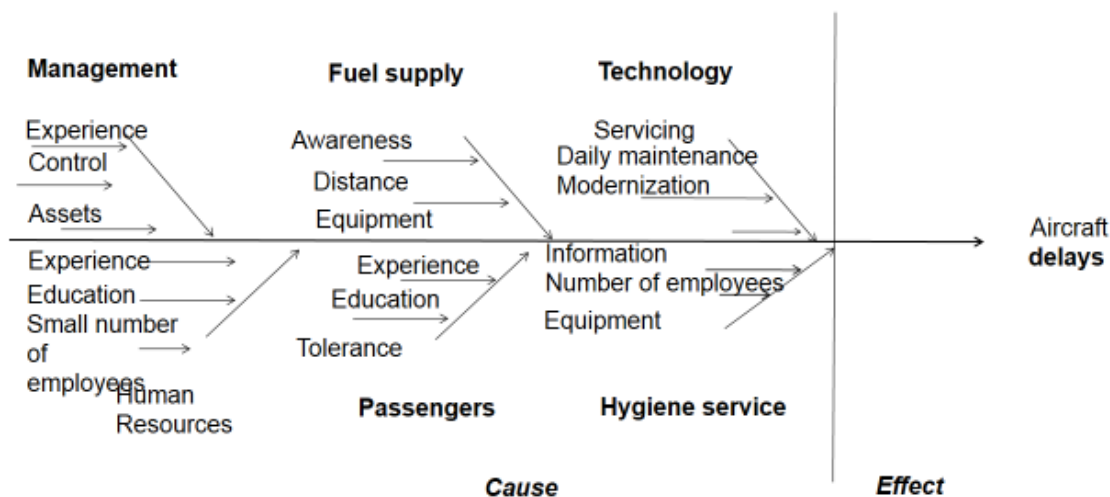 Management
Fuel supply
Technology
Experience
Control
Assets
Awareness
Distance
Equipment
Servicing
Daily maintenance
Modernization
Aircraft
delays
Experience
Education
Small number
of
employees
Human
Resources
Experience
Education
Tolerance
Passengers
Information
Number of employees
Equipment
Hygiene service
Cause
Effect